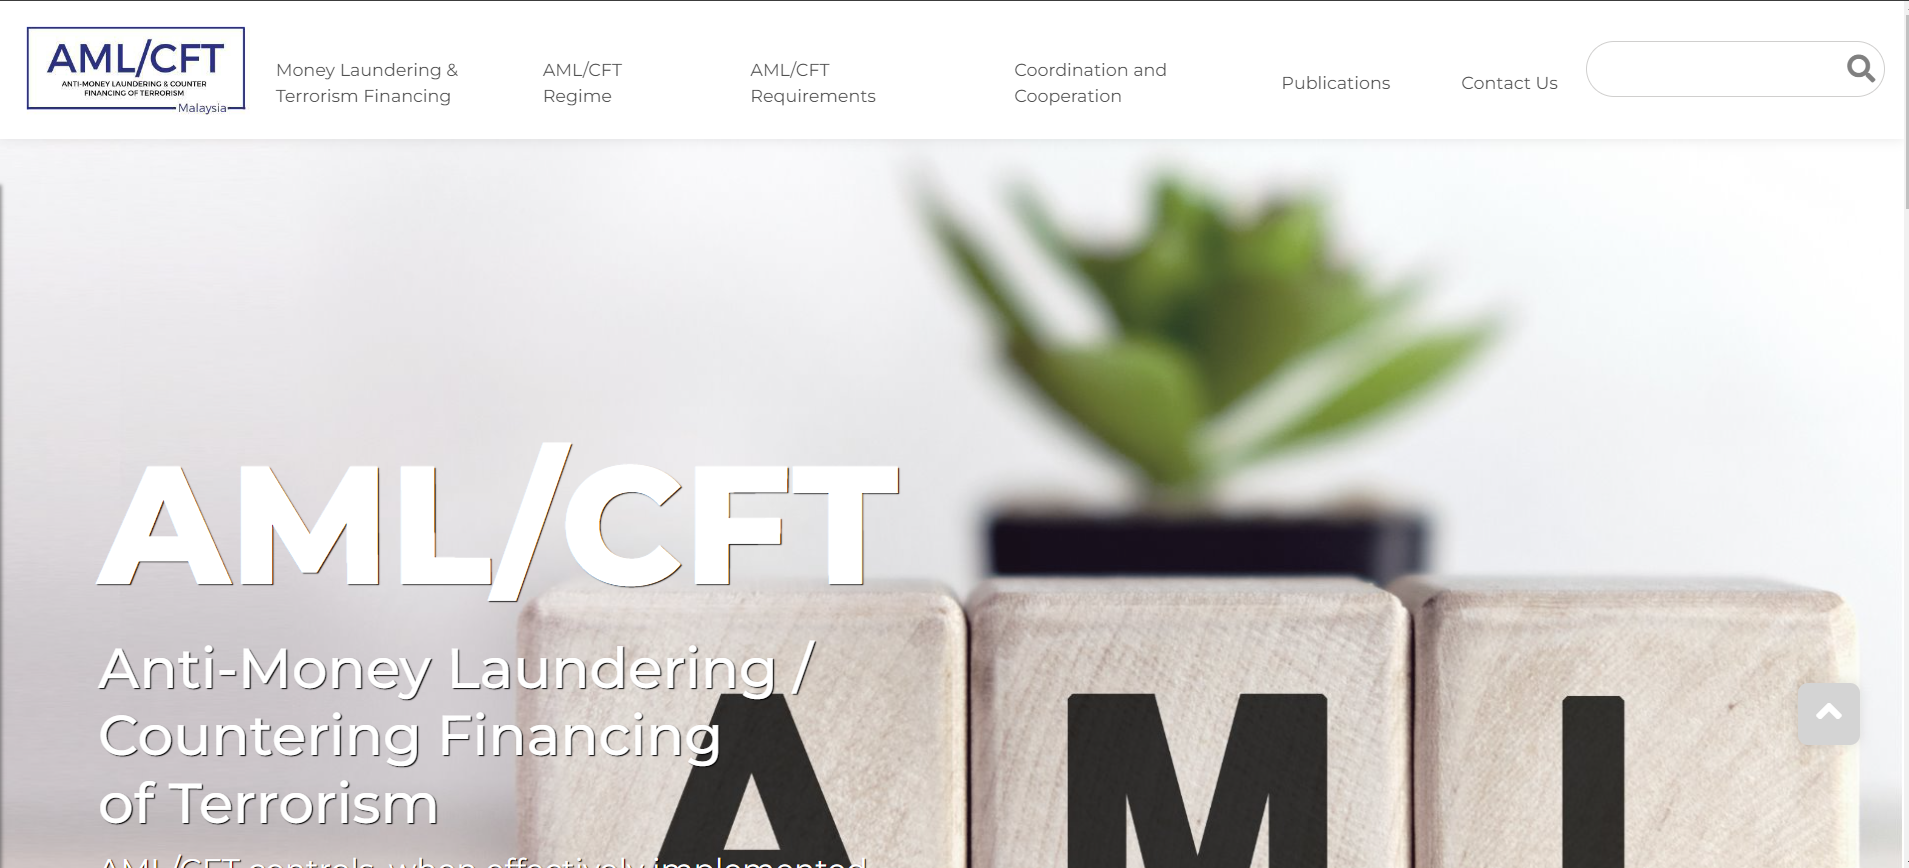 AML/CFT
ANTI-MONEY LAUNDERING & COUNTER
FINANCING OF TERRORISM
Malaysia
Money Laundering &
Terrorism Financing
AML/CFT
Regime
AML/CFT
Requirements
Coordination and
Cooperation
Publications
Contact Us
AML/CFT
Anti-Money Laundering /
Countering Financing
of Terrorism
AML/CFT controls, when effectively implemented
A M L